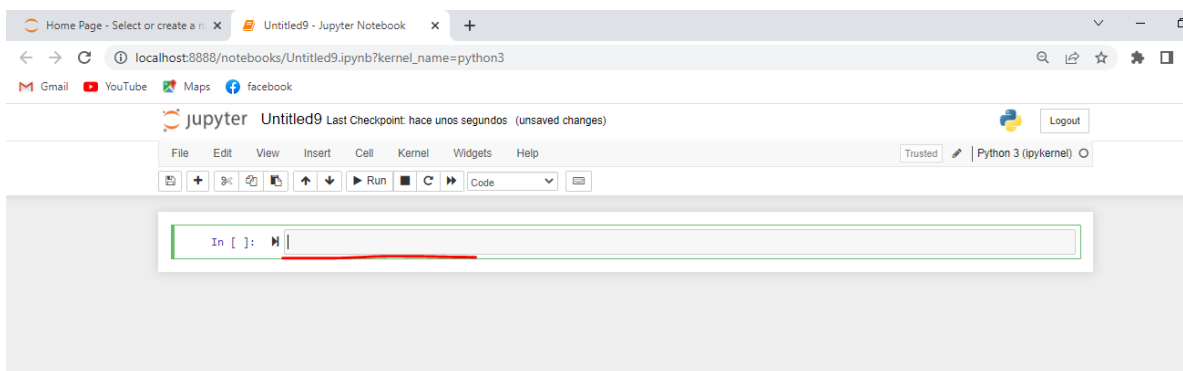 Home Page - Select or create a n
Untitled9 - Jupyter Notebook
localhost:8888/notebooks/Untitled9.ipynb?kernel_name=python3
Gmail YouTube Maps facebook
jupyter Untitled9 Last Checkpoint: hace unos segundos (unsaved changes) Logout
File Edit View Insert Cell Kernel Widgets Help Trusted Python 3 (ipykernel)
Run Code
In [ ]: